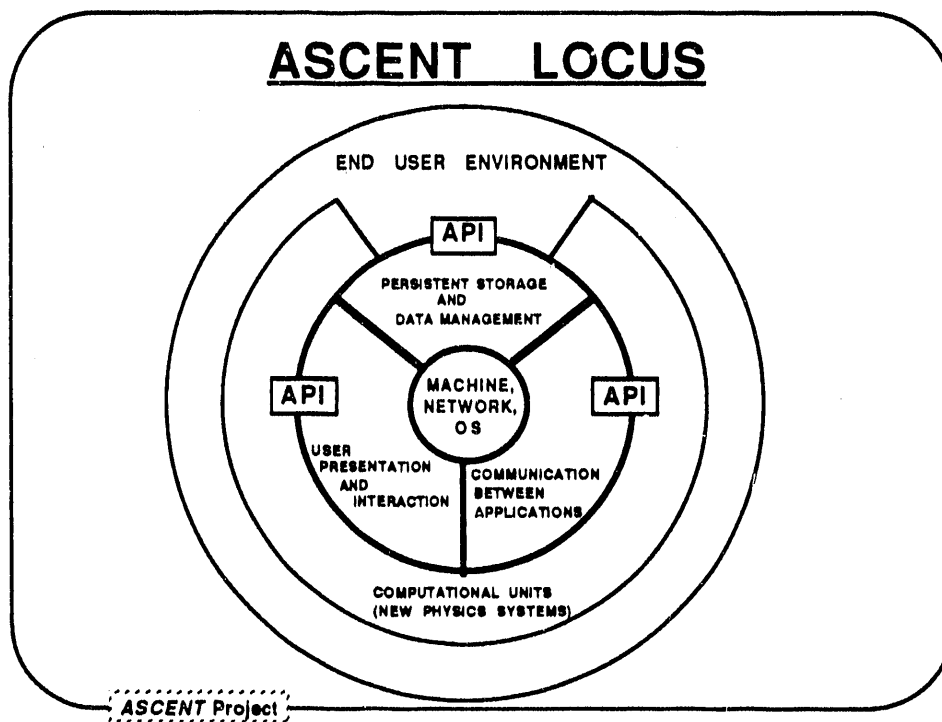 ASCENT LOCUS
END USER ENVIRONMENT
API
PERSISTENT STORAGE
AND
DATA MANAGEMENT
API
MACHINE,
NETWORK,
OS
API
USER
PRESENTATION
AND
INTERACTION
COMMUNICATION
BETWEEN
APPLICATIONS
COMPUTATIONAL UNITS
(NEW PHYSICS SYSTEMS)
ASCENT Project